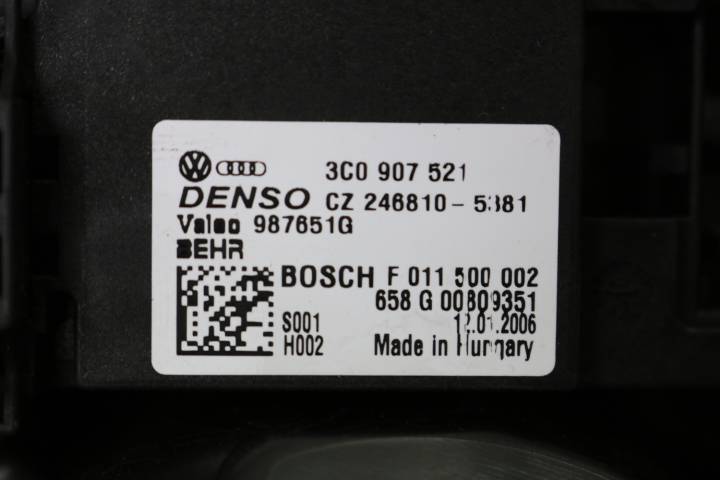 3C0 907 521
DENSO CZ 246810-5381
Valeo 987651G
BEHR
BOSCH F 011 500 002
658 G 00809351
S001 12.01.2006
H002 Made in Hungary